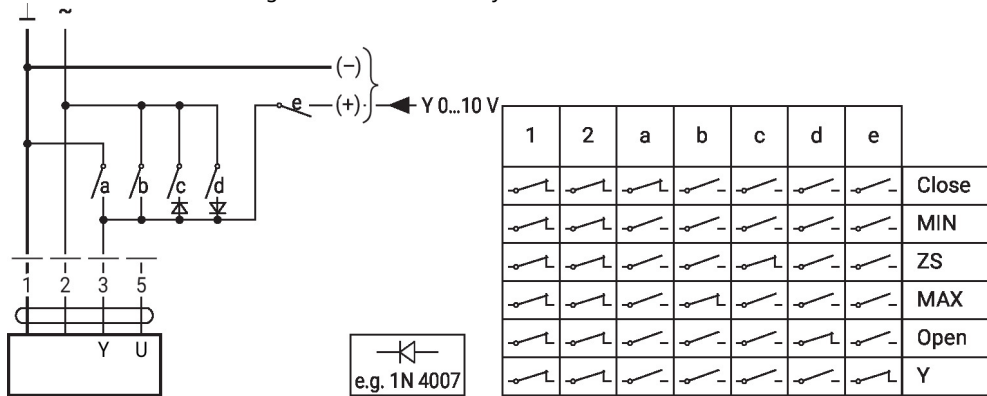 ⊥ ~
(−)
e (+) Y 0...10 V
a b c d
1 2 3 5
Y U
e.g. 1N 4007
1 2 a b c d e
Close
MIN
ZS
MAX
Open
Y